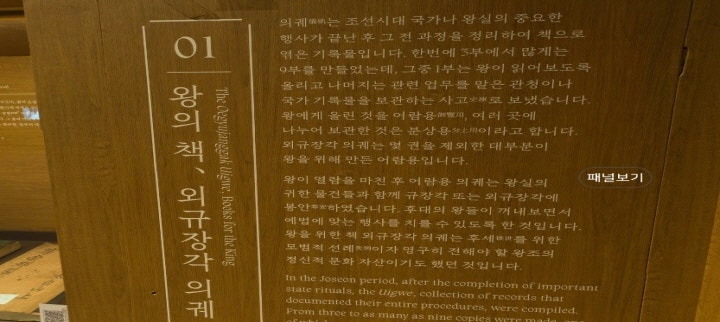 01
왕의 책, 외규장각 의궤
The Oegyujanggak Uigwe, Books for the King
의궤儀軌는 조선시대 국가나 왕실의 중요한
행사가 끝난 후 그 전 과정을 정리하여 책으로
엮은 기록물입니다. 한번에 3부에서 많게는
9부를 만들었는데, 그중 1부는 왕이 읽어보도록
올리고 나머지는 관련 업무를 맡은 관청이나
국가 기록물을 보관하는 사고史庫로 보냈습니다.
왕에게 올린 것을 어람용御覽用, 여러 곳에
나누어 보관한 것은 분상용分上用이라고 합니다.
외규장각 의궤는 몇 권을 제외한 대부분이
왕을 위해 만든 어람용입니다.
왕이 열람을 마친 후 어람용 의궤는 왕실의
귀한 물건들과 함께 규장각 또는 외규장각에
봉안奉安하였습니다. 후대의 왕들이 꺼내보면서
예법에 맞는 행사를 치를 수 있도록 한 것입니다.
왕을 위한 책 외규장각 의궤는 후세後世를 위한
모범적 선례先例이자 영구히 전해야 할 왕조의
정신적 문화 자산이기도 했던 것입니다.
In the Joseon period, after the completion of important
state rituals, the Uigwe, collection of records that
documented their entire procedures, were compiled.
From three to as many as nine copies were made, one
패널보기